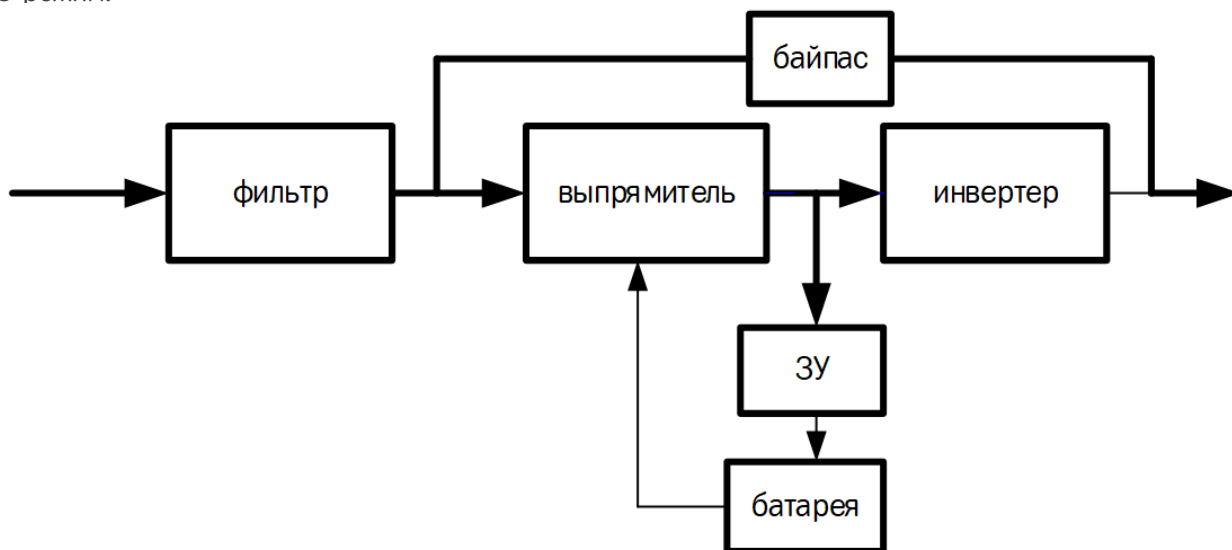 байпас
фильтр
выпрямитель
инвертер
ЗУ
батарея